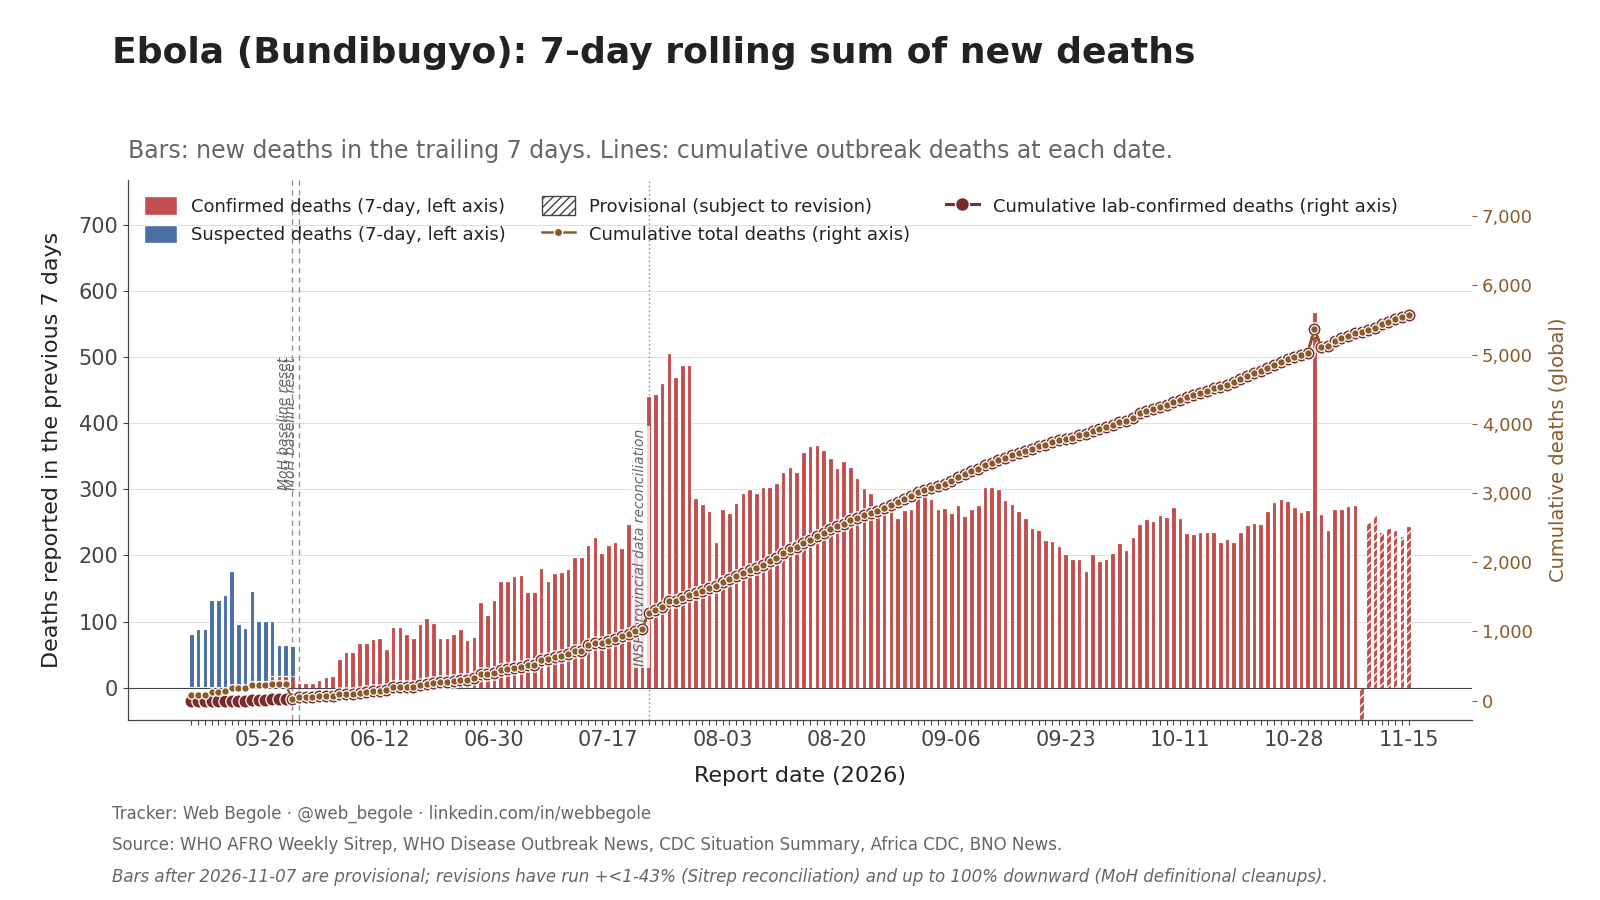 Ebola (Bundibugyo): 7-day rolling sum of new deaths
Bars: new deaths in the trailing 7 days. Lines: cumulative outbreak deaths at each date.
Confirmed deaths (7-day, left axis)
Suspected deaths (7-day, left axis)
Provisional (subject to revision)
Cumulative total deaths (right axis)
Cumulative lab-confirmed deaths (right axis)
Deaths reported in the previous 7 days
700
600
500
400
300
200
100
0
MoH baseline reset
MoH baseline reset
INSP provincial data reconciliation
7,000
6,000
5,000
4,000
3,000
2,000
1,000
0
Cumulative deaths (global)
05-26 06-12 06-30 07-17 08-03 08-20 09-06 09-23 10-11 10-28 11-15
Report date (2026)
Tracker: Web Begole · @web_begole · linkedin.com/in/webbegole
Source: WHO AFRO Weekly Sitrep, WHO Disease Outbreak News, CDC Situation Summary, Africa CDC, BNO News.
Bars after 2026-11-07 are provisional; revisions have run +<1-43% (Sitrep reconciliation) and up to 100% downward (MoH definitional cleanups).